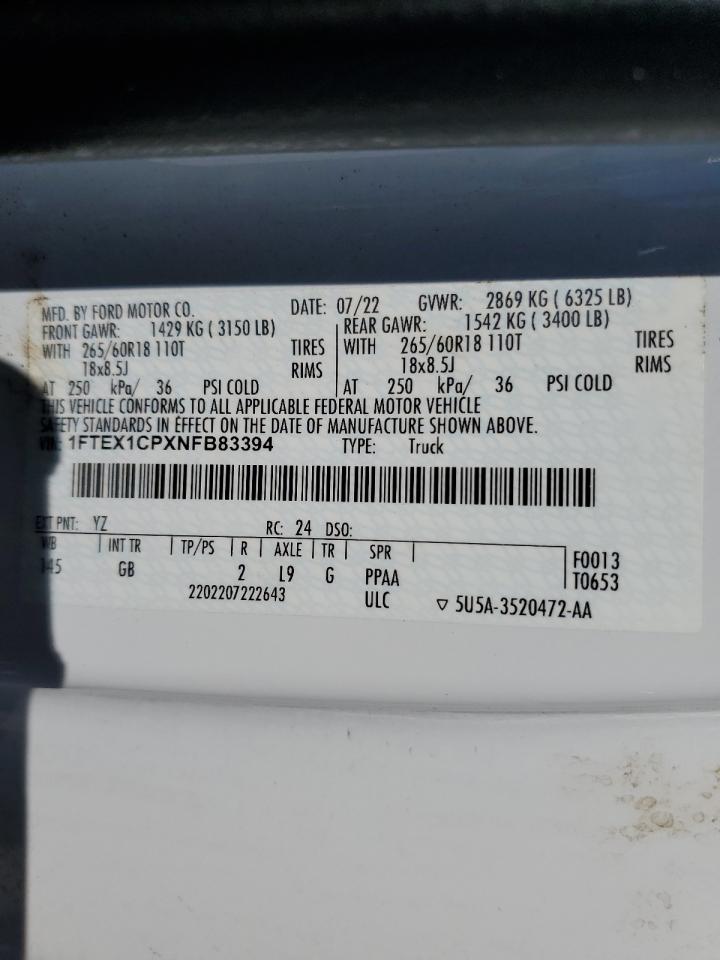 MFD. BY FORD MOTOR CO. DATE: 07/22 GVWR: 2869 KG ( 6325 LB)
FRONT GAWR: 1429 KG ( 3150 LB) REAR GAWR: 1542 KG ( 3400 LB)
WITH 265/60R18 110T TIRES WITH 265/60R18 110T TIRES
18x8.5J RIMS 18x8.5J RIMS
AT 250 kPa/ 36 PSI COLD AT 250 kPa/ 36 PSI COLD
THIS VEHICLE CONFORMS TO ALL APPLICABLE FEDERAL MOTOR VEHICLE
SAFETY STANDARDS IN EFFECT ON THE DATE OF MANUFACTURE SHOWN ABOVE.
VIN: 1FTEX1CPXNFB83394 TYPE: Truck
EXT PNT: YZ RC: 24 DSO:
WB INT TR TP/PS R AXLE TR SPR F0013
145 GB 2 L9 G PPAA T0653
2202207222643 ULC ▽ 5U5A-3520472-AA